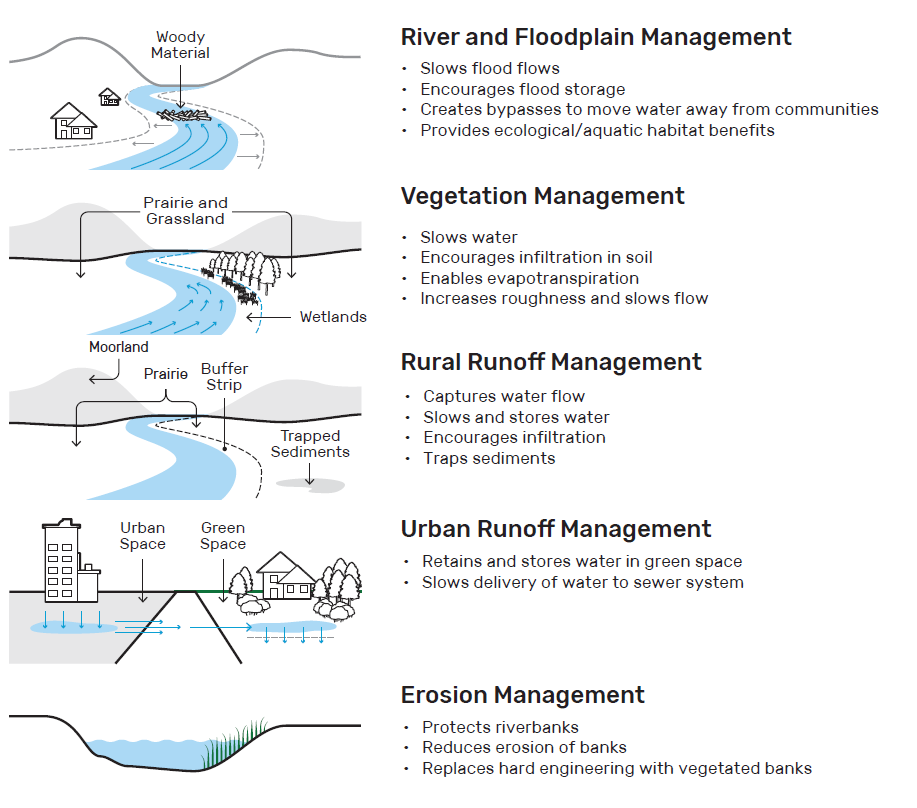 Woody
Material
River and Floodplain Management
• Slows flood flows
• Encourages flood storage
• Creates bypasses to move water away from communities
• Provides ecological/aquatic habitat benefits
Prairie and
Grassland
Wetlands
Vegetation Management
• Slows water
• Encourages infiltration in soil
• Enables evapotranspiration
• Increases roughness and slows flow
Moorland
Prairie
Buffer
Strip
Trapped
Sediments
Rural Runoff Management
• Captures water flow
• Slows and stores water
• Encourages infiltration
• Traps sediments
Urban
Space
Green
Space
Urban Runoff Management
• Retains and stores water in green space
• Slows delivery of water to sewer system
Erosion Management
• Protects riverbanks
• Reduces erosion of banks
• Replaces hard engineering with vegetated banks